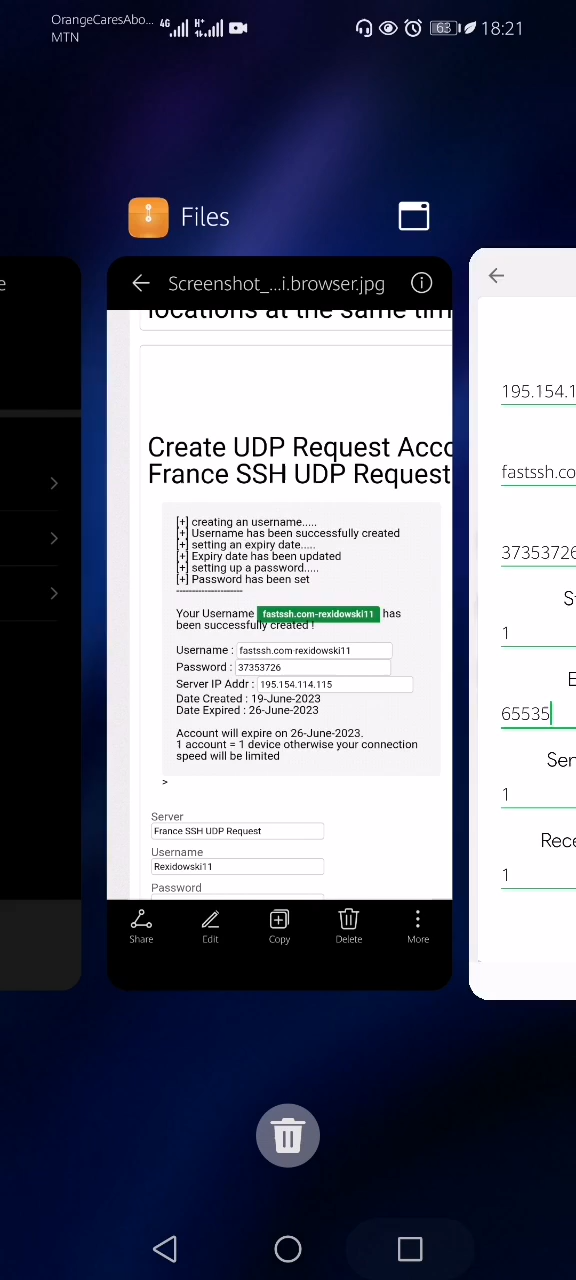 OrangeCaresAbo...
MTN
4G
H+
63
18:21
Files
e
Screenshot_...i.browser.jpg
locations at the same tim
Create UDP Request Acco
France SSH UDP Request
[+] creating an username.....
[+] Username has been successfully created
[+] setting an expiry date.....
[+] Expiry date has been updated
[+] setting up a password.....
[+] Password has been set
----------------------
Your Username fastssh.com-rexidowski11 has
been successfully created !
Username : fastssh.com-rexidowski11
Password : 37353726
Server IP Addr : 195.154.114.115
Date Created : 19-June-2023
Date Expired : 26-June-2023
Account will expire on 26-June-2023.
1 account = 1 device otherwise your connection
speed will be limited
>
Server
France SSH UDP Request
Username
Rexidowski11
Password
Share
Edit
Copy
Delete
More
195.154.1
fastssh.co
37353726
St
1
E
65535
Sen
1
Rece
1